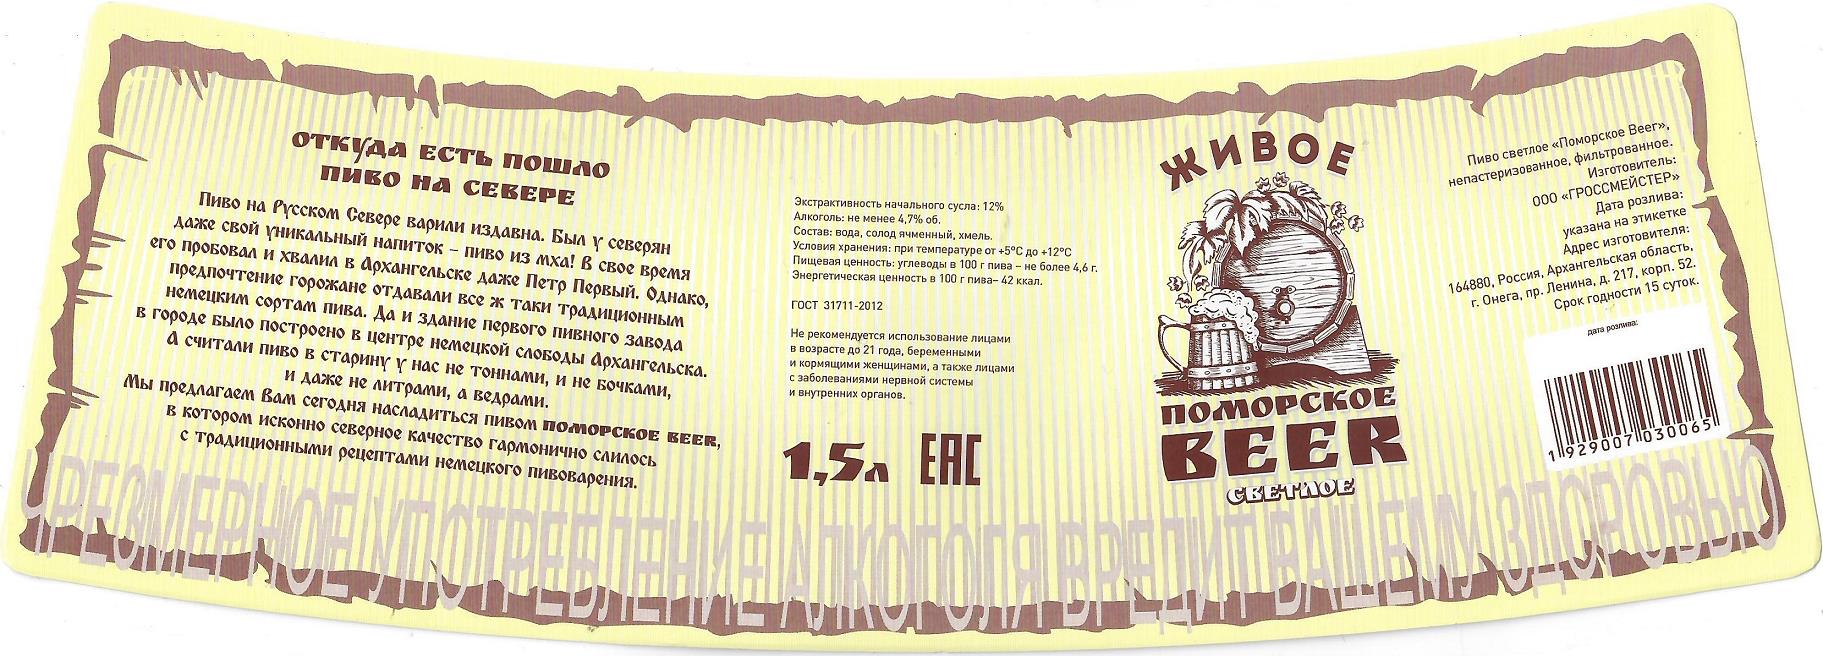 ОТКУДА ЕСТЬ ПОШЛО
ПИВО НА СЕВЕРЕ
Пиво на Русском Севере варили издавна. Был у северян
даже свой уникальный напиток – пиво из мха! В свое время
его пробовал и хвалил в Архангельске даже Петр Первый. Однако,
предпочтение горожане отдавали все ж таки традиционным
немецким сортам пива. Да и здание первого пивного завода
в городе было построено в центре немецкой слободы Архангельска.
А считали пиво в старину у нас не тоннами, и не бочками,
и даже не литрами, а ведрами.
Мы предлагаем Вам сегодня насладиться пивом ПОМОРСКОЕ BEER,
в котором исконно северное качество гармонично слилось
с традиционными рецептами немецкого пивоварения.
Экстрактивность начального сусла: 12%
Алкоголь: не менее 4,7% об.
Состав: вода, солод ячменный, хмель.
Условия хранения: при температуре от +5°С до +12°С
Пищевая ценность: углеводы в 100 г пива – не более 4,6 г.
Энергетическая ценность в 100 г пива– 42 ккал.
ГОСТ 31711-2012
Не рекомендуется использование лицами
в возрасте до 21 года, беременными
и кормящими женщинами, а также лицами
с заболеваниями нервной системы
и внутренних органов.
1,5л ЕАС
ЖИВОЕ
ПОМОРСКОЕ
BEER
СВЕТЛОЕ
Пиво светлое «Поморское Beer»,
непастеризованное, фильтрованное.
Изготовитель:
ООО «ГРОССМЕЙСТЕР»
Дата розлива:
указана на этикетке
Адрес изготовителя:
164880, Россия, Архангельская область,
г. Онега, пр. Ленина, д. 217, корп. 52.
Срок годности 15 суток.
дата розлива:
1 929007 030065
ЧРЕЗМЕРНОЕ УПОТРЕБЛЕНИЕ АЛКОГОЛЯ ВРЕДИТ ВАШЕМУ ЗДОРОВЬЮ